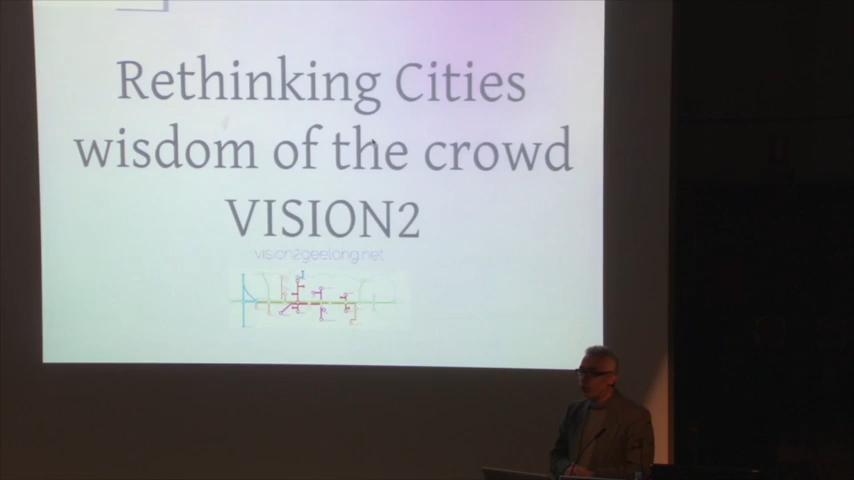 Rethinking Cities
wisdom of the crowd
VISION2
vision2geelong.net